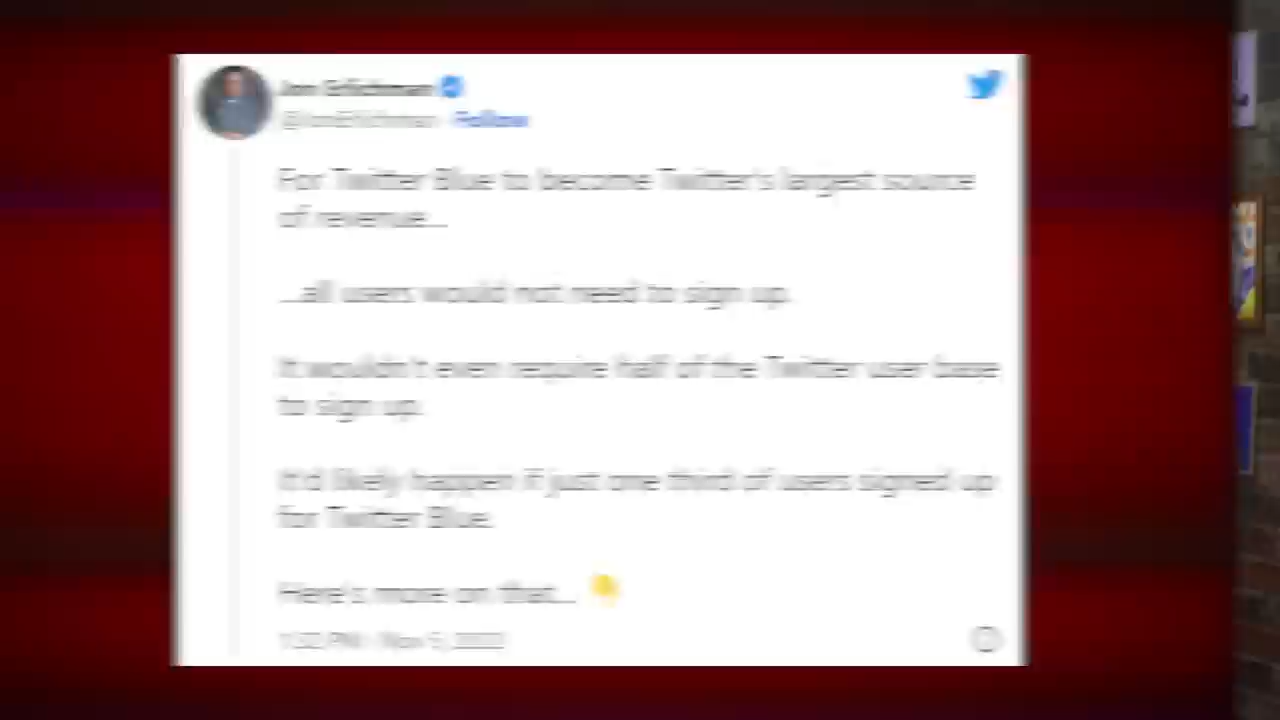 Follow
For Twitter Blue to become Twitter's largest source
of revenue...
...all users would not need to sign up.
It wouldn't even require half of the Twitter user base
to sign up.
It'd likely happen if just one third of users signed up
for Twitter Blue.
Here's more on that...